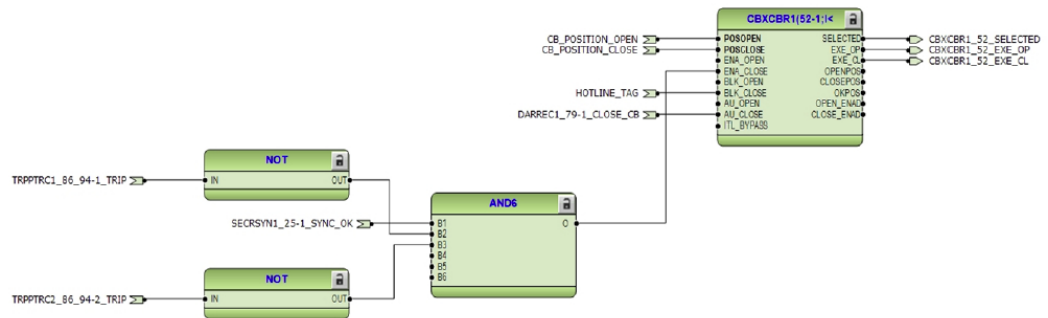 CBXCBR1(52-1;I<
CB_POSITION_OPEN
CB_POSITION_CLOSE
POSOPEN
POSCLOSE
ENA_OPEN
ENA_CLOSE
BLK_OPEN
BLK_CLOSE
AU_OPEN
AU_CLOSE
ITL_BYPASS
SELECTED
EXE_OP
EXE_CL
OPENPOS
CLOSEPOS
OKPOS
OPEN_ENAD
CLOSE_ENAD
CBXCBR1_52_SELECTED
CBXCBR1_52_EXE_OP
CBXCBR1_52_EXE_CL
HOTLINE_TAG
DARREC1_79-1_CLOSE_CB
NOT
TRPPTRC1_86_94-1_TRIP
IN
OUT
AND6
SECRSYN1_25-1_SYNC_OK
B1
B2
B3
B4
B5
B6
O
NOT
TRPPTRC2_86_94-2_TRIP
IN
OUT